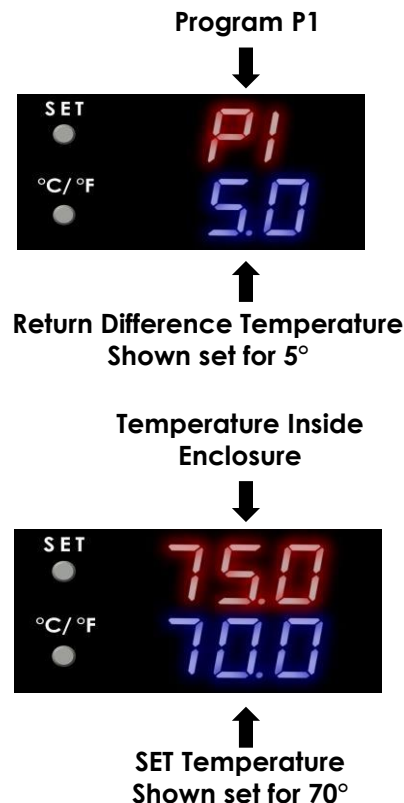 Program P1
SET
P1
°C/°F
5.0
Return Difference Temperature
Shown set for 5°
Temperature Inside
Enclosure
SET
75.0
°C/°F
70.0
SET Temperature
Shown set for 70°